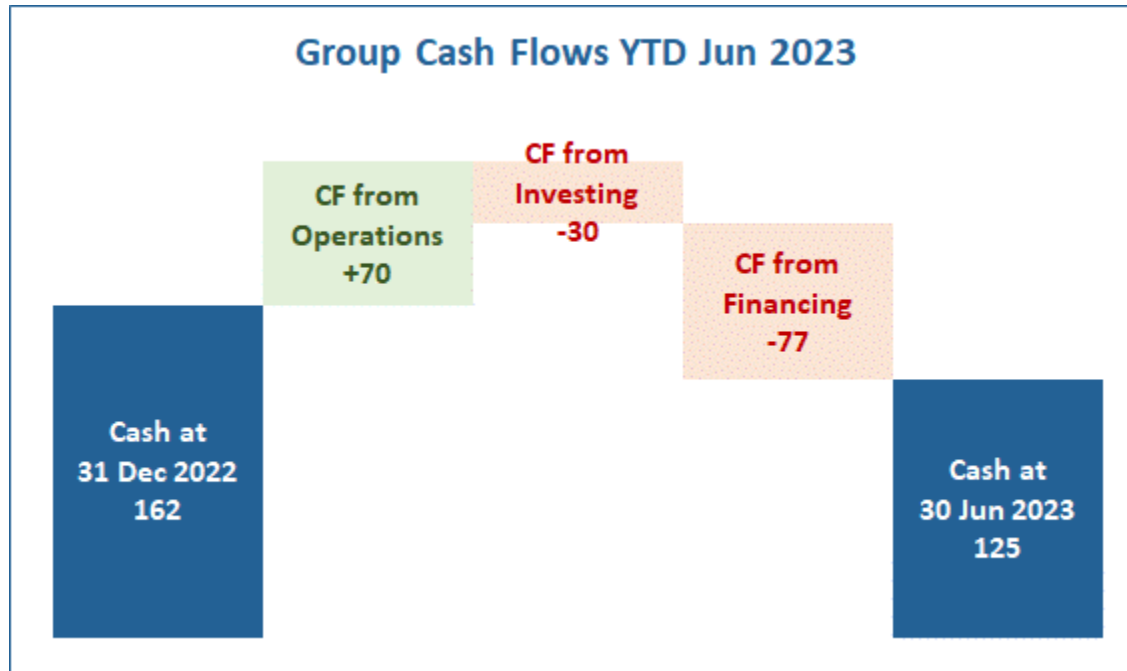 Group Cash Flows YTD Jun 2023
CF from
Operations
+70
CF from
Investing
-30
CF from
Financing
-77
Cash at
31 Dec 2022
162
Cash at
30 Jun 2023
125